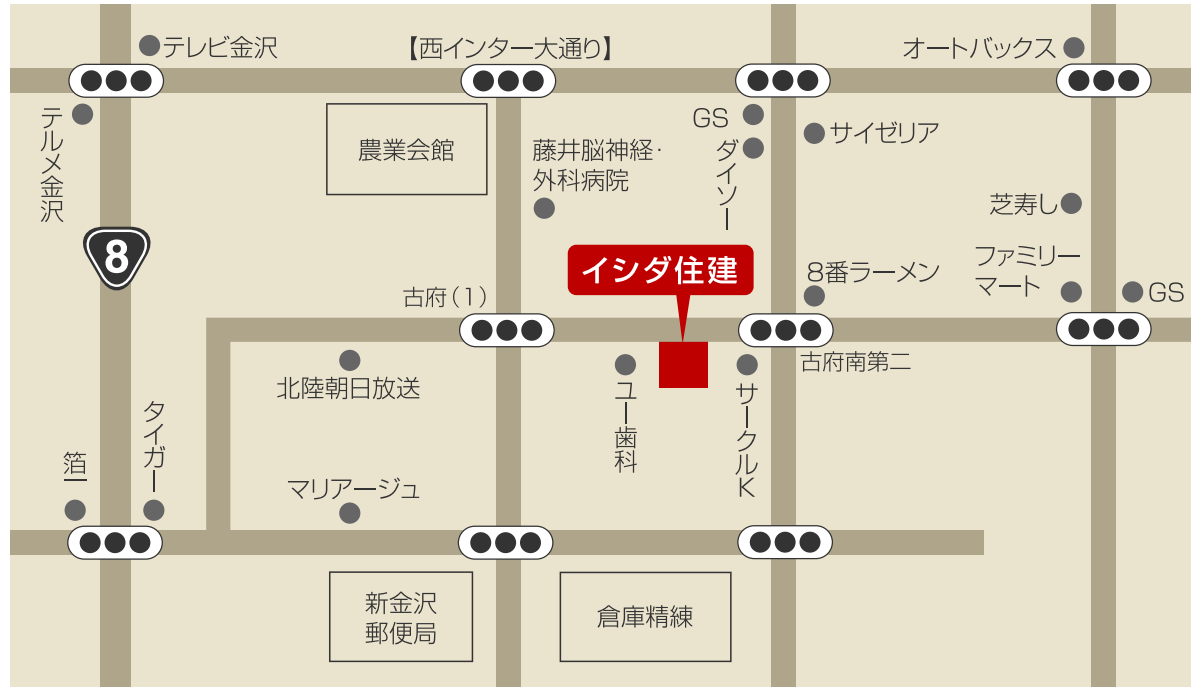 テレビ金沢
【西インター大通り】
オートバックス
テルメ金沢
農業会館
藤井脳神経・
外科病院
GS
ダイソー
サイゼリア
芝寿し
8
イシダ住建
8番ラーメン
ファミリー
マート
GS
古府(1)
古府南第二
北陸朝日放送
ユー歯科
サークルK
タイガー
箔一
マリアージュ
新金沢
郵便局
倉庫精練